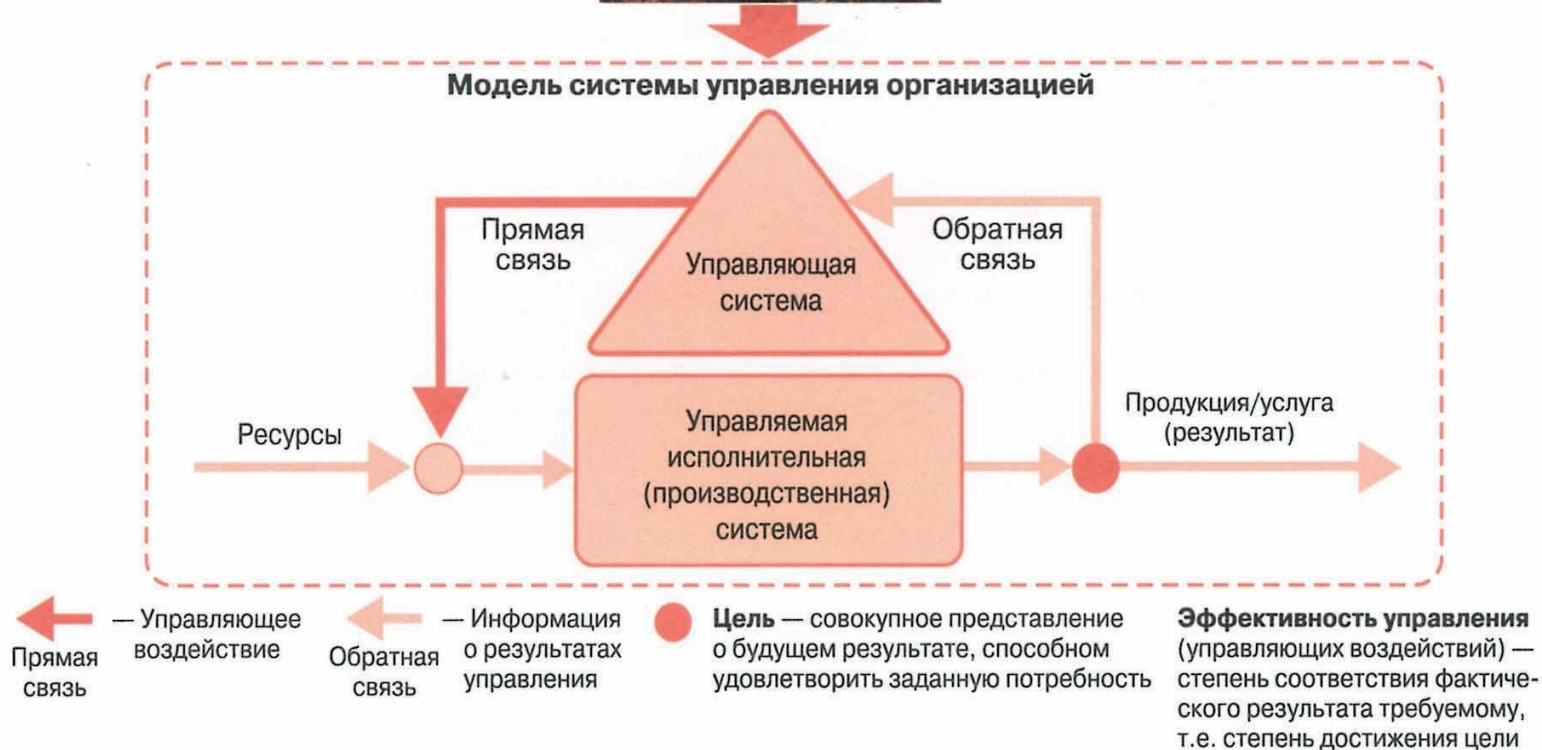 Модель системы управления организацией
Прямая
связь
Обратная
связь
Управляющая
система
Ресурсы
Управляемая
исполнительная
(производственная)
система
Продукция/услуга
(результат)
Прямая
связь
— Управляющее
воздействие
Обратная
связь
— Информация
о результатах
управления
Цель — совокупное представление
о будущем результате, способном
удовлетворить заданную потребность
Эффективность управления
(управляющих воздействий) —
степень соответствия фактиче-
ского результата требуемому,
т.е. степень достижения цели